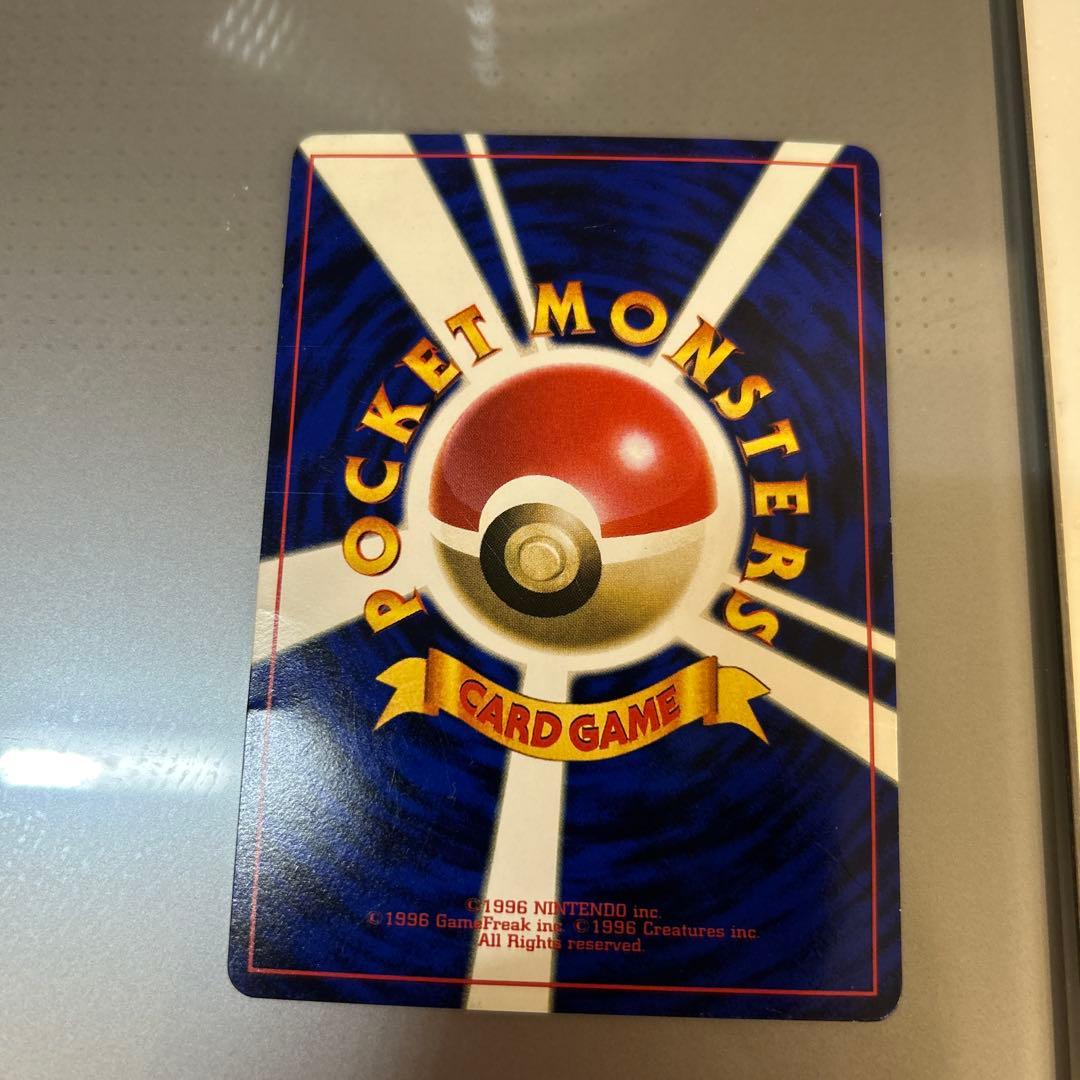 POCKET MONSTERS
CARD GAME
©1996 NINTENDO inc.
©1996 GameFreak inc. ©1996 Creatures inc.
All Rights reserved.